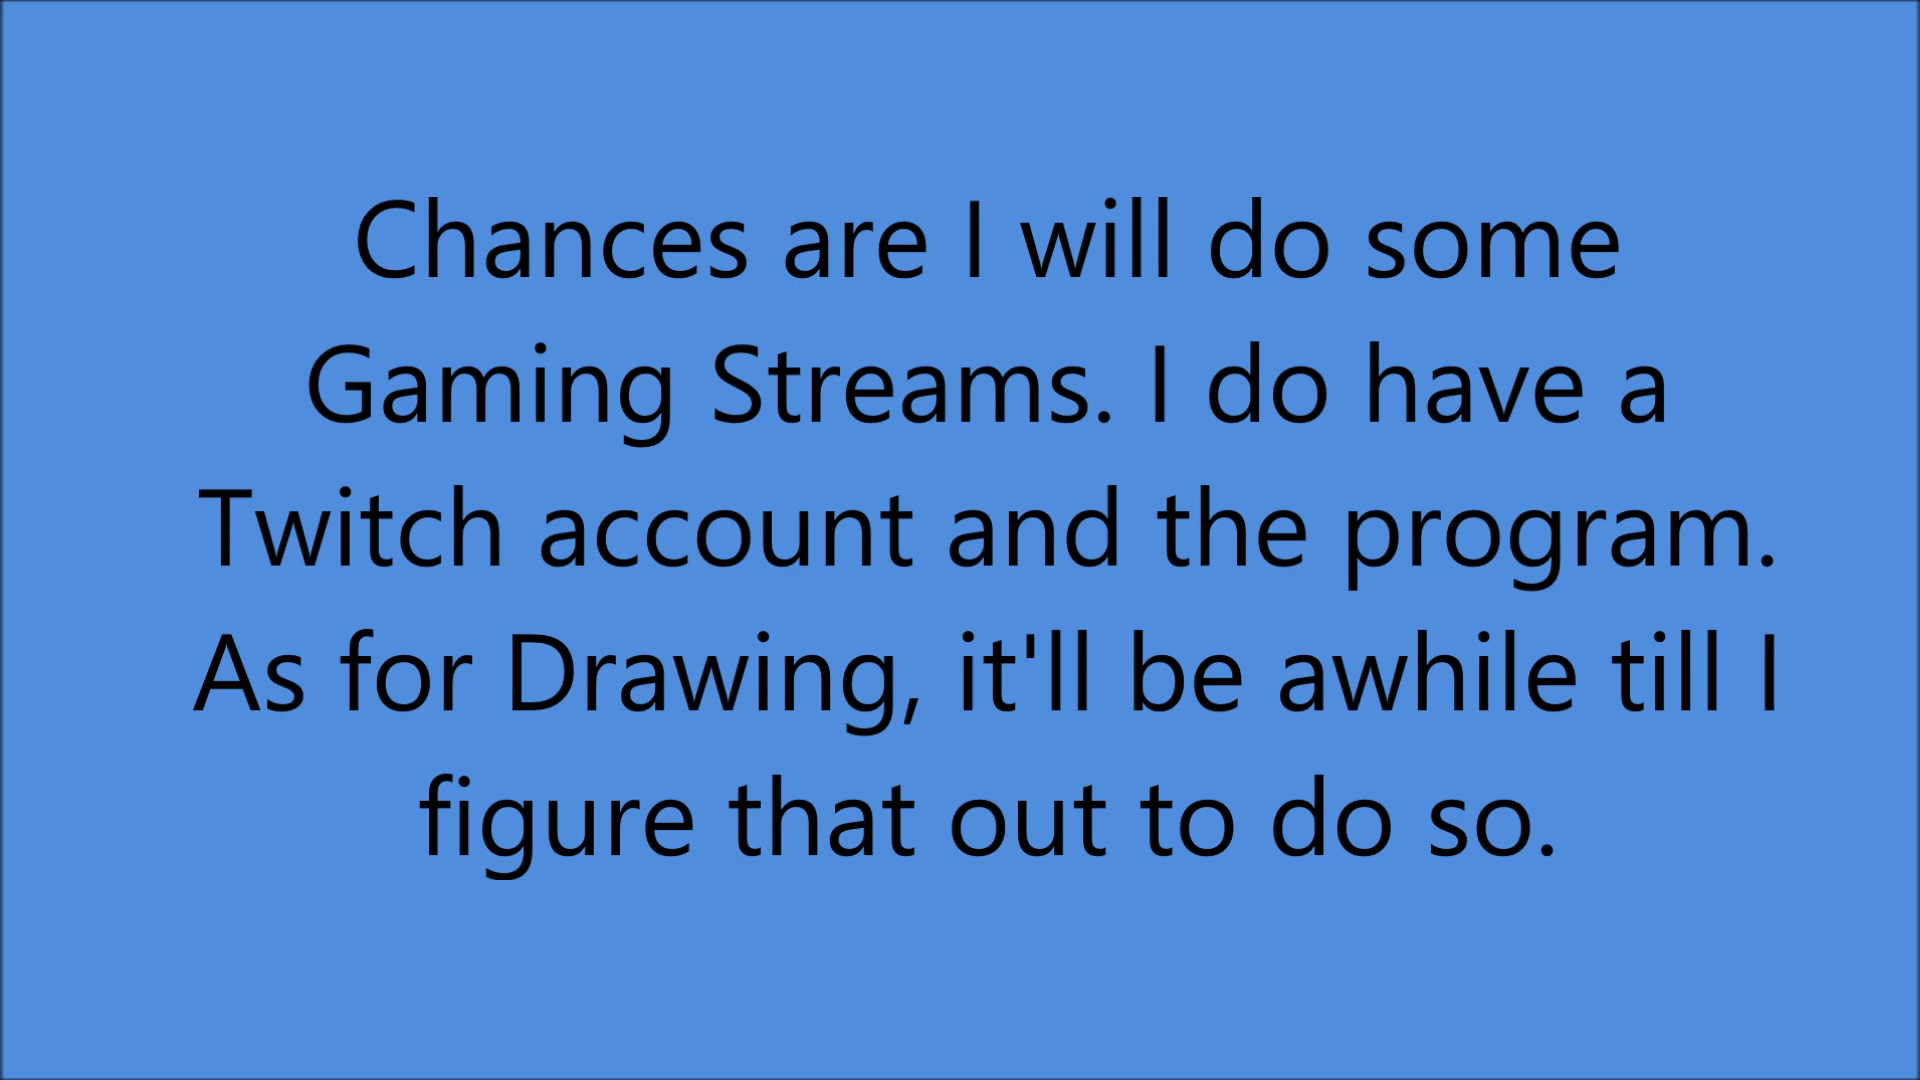 Chances are I will do some
Gaming Streams. I do have a
Twitch account and the program.
As for Drawing, it'll be awhile till I
figure that out to do so.